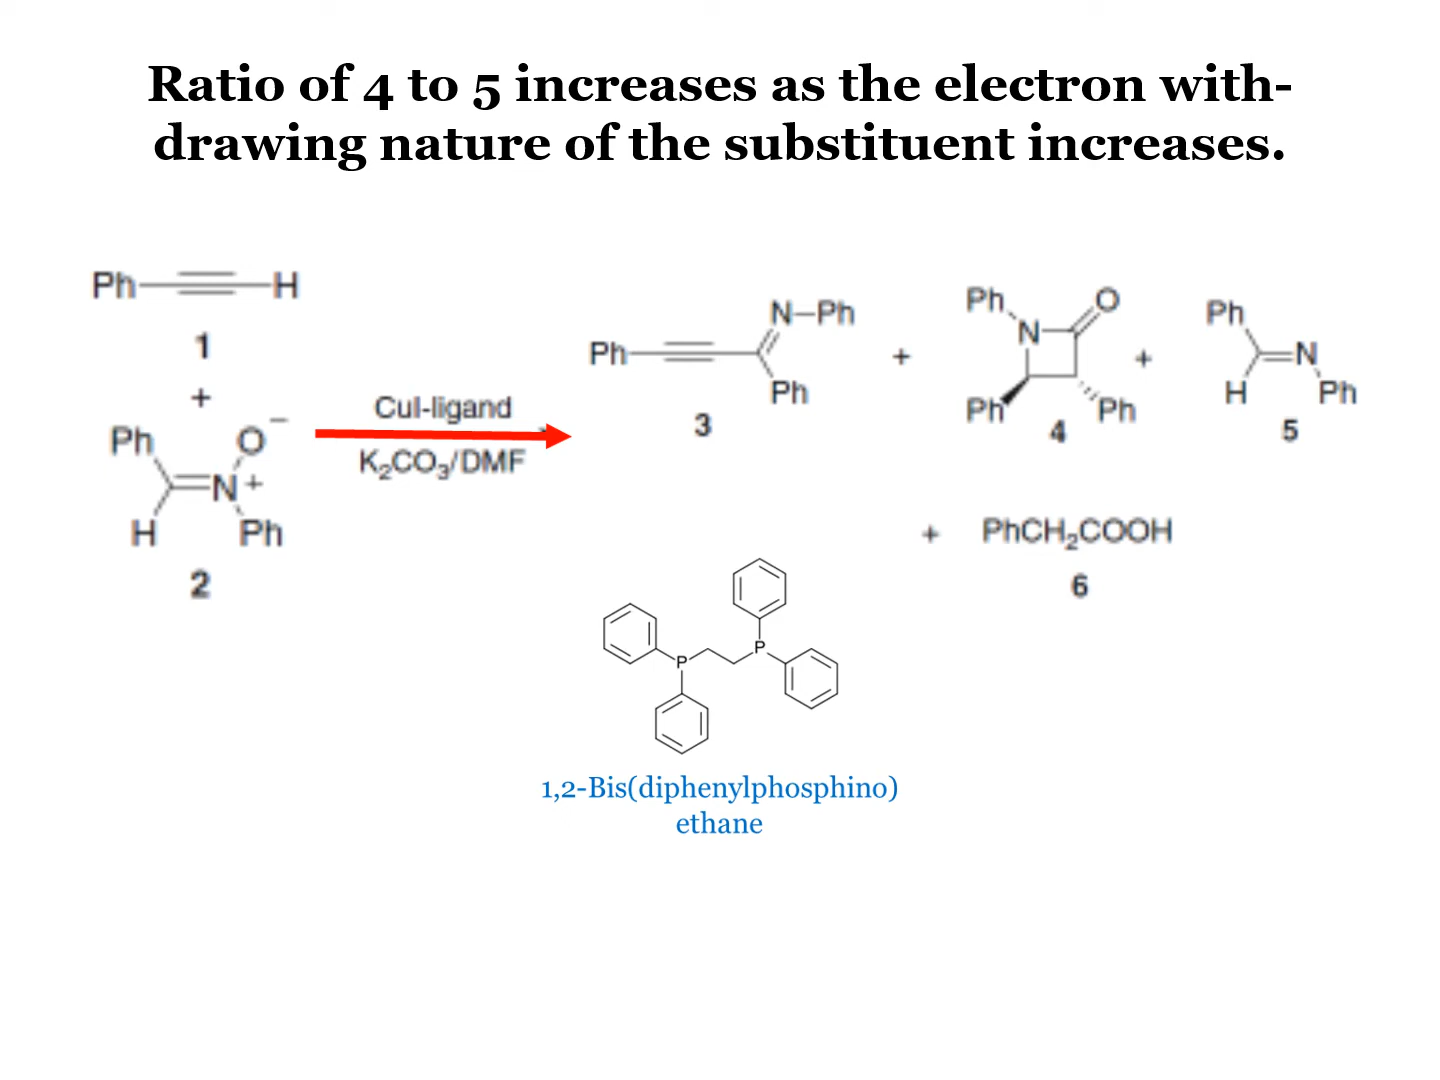 Ratio of 4 to 5 increases as the electron with-
drawing nature of the substituent increases.
Ph H
1
+
Ph O−
N+
H Ph
2
CuI-ligand
K₂CO₃/DMF
N–Ph
Ph
Ph
3
+
Ph O
N
Ph Ph
4
+
Ph
N
H Ph
5
+ PhCH₂COOH
6
P P
1,2-Bis(diphenylphosphino)
ethane